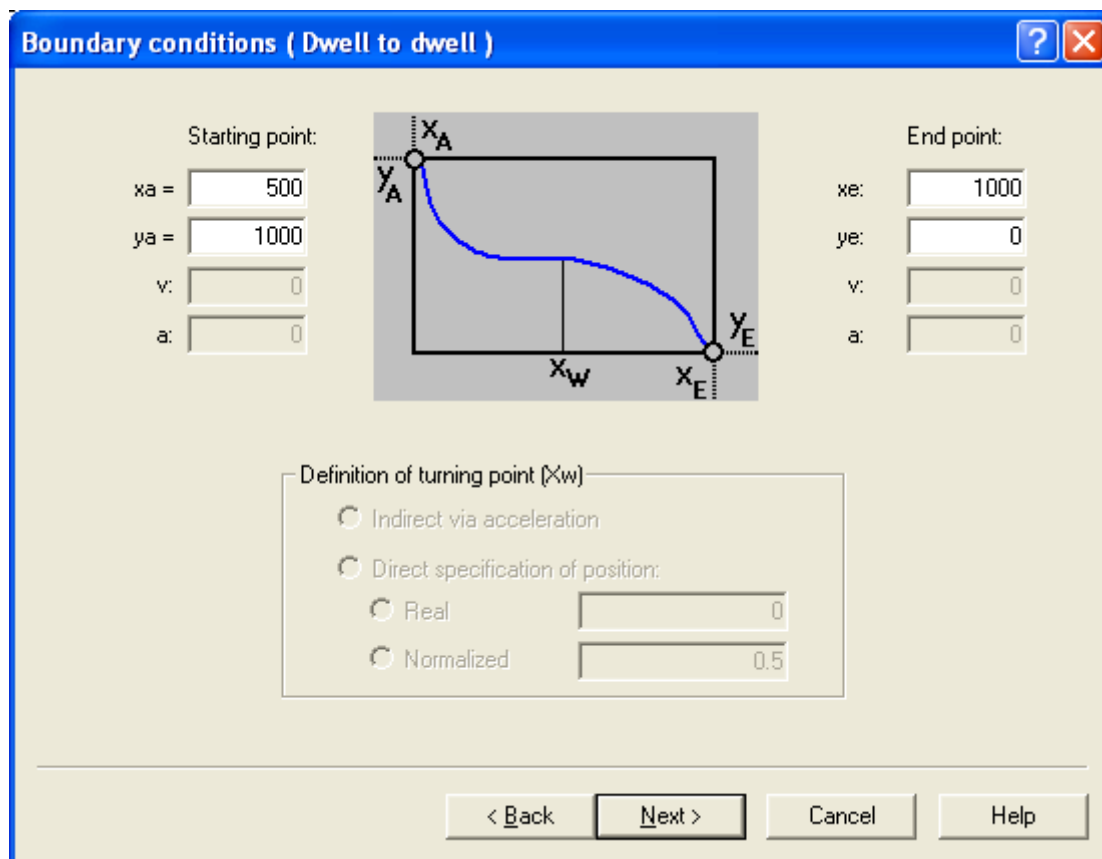 Boundary conditions ( Dwell to dwell )
Starting point:
xa = 500
ya = 1000
v: 0
a: 0
xA
yA
xW
xE
yE
End point:
xe: 1000
ye: 0
v: 0
a: 0
Definition of turning point (Xw)
Indirect via acceleration
Direct specification of position:
Real 0
Normalized 0.5
< Back Next > Cancel Help